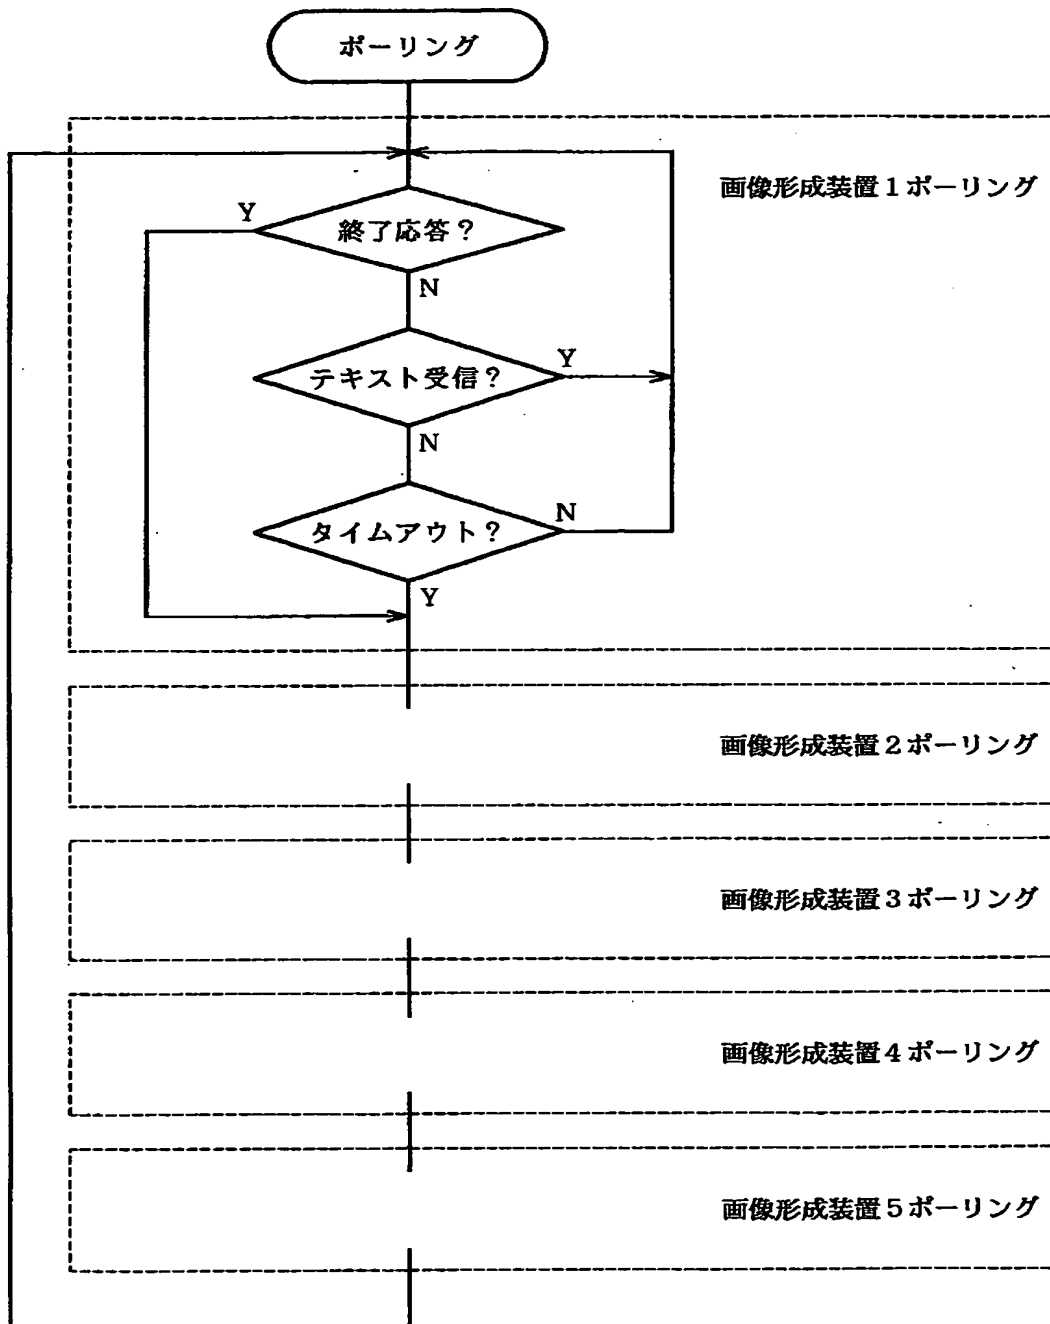 ポーリング
画像形成装置1ポーリング
Y
終了応答?
N
Y
テキスト受信?
N
N
タイムアウト?
Y
画像形成装置2ポーリング
画像形成装置3ポーリング
画像形成装置4ポーリング
画像形成装置5ポーリング